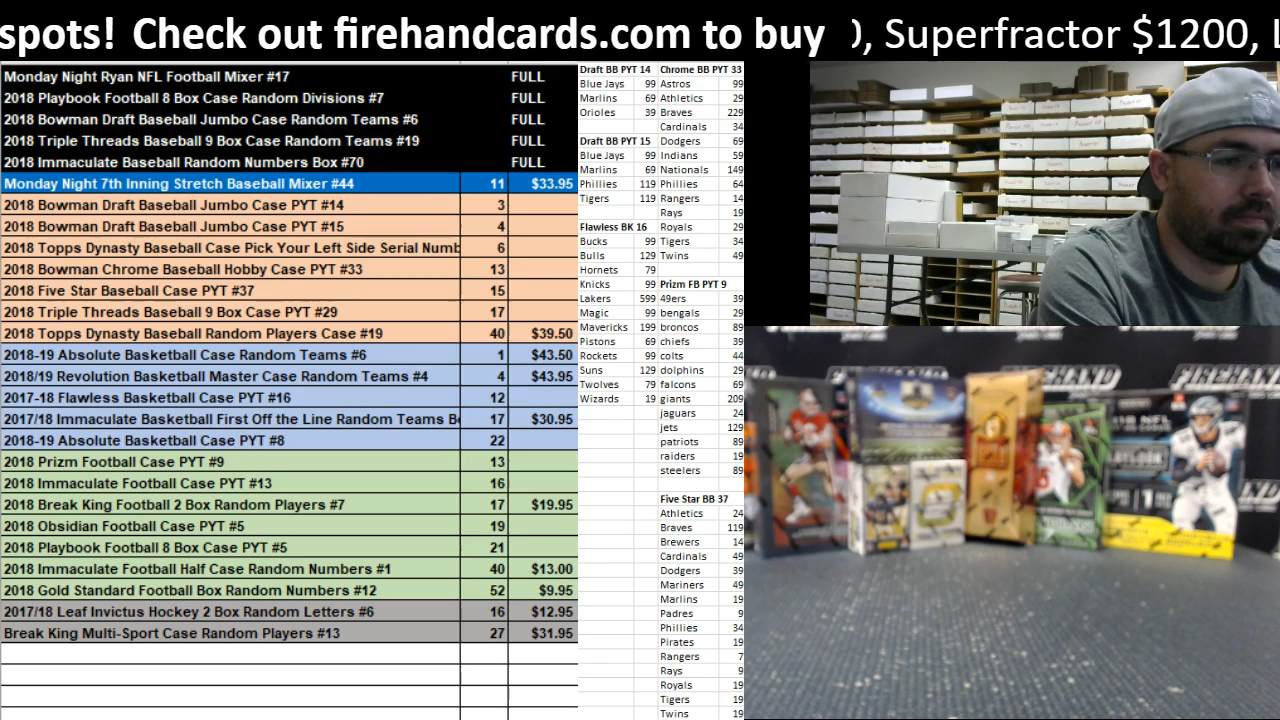 spots! Check out firehandcards.com to buy
), Superfractor $1200, L
Monday Night Ryan NFL Football Mixer #17 FULL
2018 Playbook Football 8 Box Case Random Divisions #7 FULL
2018 Bowman Draft Baseball Jumbo Case Random Teams #6 FULL
2018 Triple Threads Baseball 9 Box Case Random Teams #19 FULL
2018 Immaculate Baseball Random Numbers Box #70 FULL
Monday Night 7th Inning Stretch Baseball Mixer #44 11 $33.95
2018 Bowman Draft Baseball Jumbo Case PYT #14 3
2018 Bowman Draft Baseball Jumbo Case PYT #15 4
2018 Topps Dynasty Baseball Case Pick Your Left Side Serial Numb 6
2018 Bowman Chrome Baseball Hobby Case PYT #33 13
2018 Five Star Baseball Case PYT #37 15
2018 Triple Threads Baseball 9 Box Case PYT #29 17
2018 Topps Dynasty Baseball Random Players Case #19 40 $39.50
2018-19 Absolute Basketball Case Random Teams #6 1 $43.50
2018/19 Revolution Basketball Master Case Random Teams #4 4 $43.95
2017-18 Flawless Basketball Case PYT #16 12
2017/18 Immaculate Basketball First Off the Line Random Teams Bo 17 $30.95
2018-19 Absolute Basketball Case PYT #8 22
2018 Prizm Football Case PYT #9 13
2018 Immaculate Football Case PYT #13 16
2018 Break King Football 2 Box Random Players #7 17 $19.95
2018 Obsidian Football Case PYT #5 19
2018 Playbook Football 8 Box Case PYT #5 21
2018 Immaculate Football Half Case Random Numbers #1 40 $13.00
2018 Gold Standard Football Box Random Numbers #12 52 $9.95
2017/18 Leaf Invictus Hockey 2 Box Random Letters #6 16 $12.95
Break King Multi-Sport Case Random Players #13 27 $31.95
Draft BB PYT 14
Blue Jays 99
Marlins 69
Orioles 39
Draft BB PYT 15
Blue Jays 99
Marlins 69
Phillies 119
Tigers 119
Flawless BK 16
Bucks 99
Bulls 129
Hornets 79
Knicks 99
Lakers 599
Magic 99
Mavericks 199
Pistons 69
Rockets 99
Suns 129
Twolves 79
Wizards 19
Chrome BB PYT 33
Astros 99
Athletics 29
Braves 229
Cardinals 34
Dodgers 69
Indians 59
Nationals 149
Phillies 64
Rangers 14
Rays 19
Royals 29
Tigers 34
Twins 49
Prizm FB PYT 9
49ers 39
bengals 29
broncos 89
chiefs 39
colts 44
dolphins 29
falcons 69
giants 209
jaguars 24
jets 129
patriots 89
raiders 19
steelers 89
Five Star BB 37
Athletics 24
Braves 119
Brewers 14
Cardinals 49
Dodgers 39
Mariners 49
Marlins 19
Padres 9
Phillies 34
Pirates 19
Rangers 7
Rays 9
Royals 19
Tigers 19
Twins 19
FIREHAND
FIREHAND
PLAYBOOK